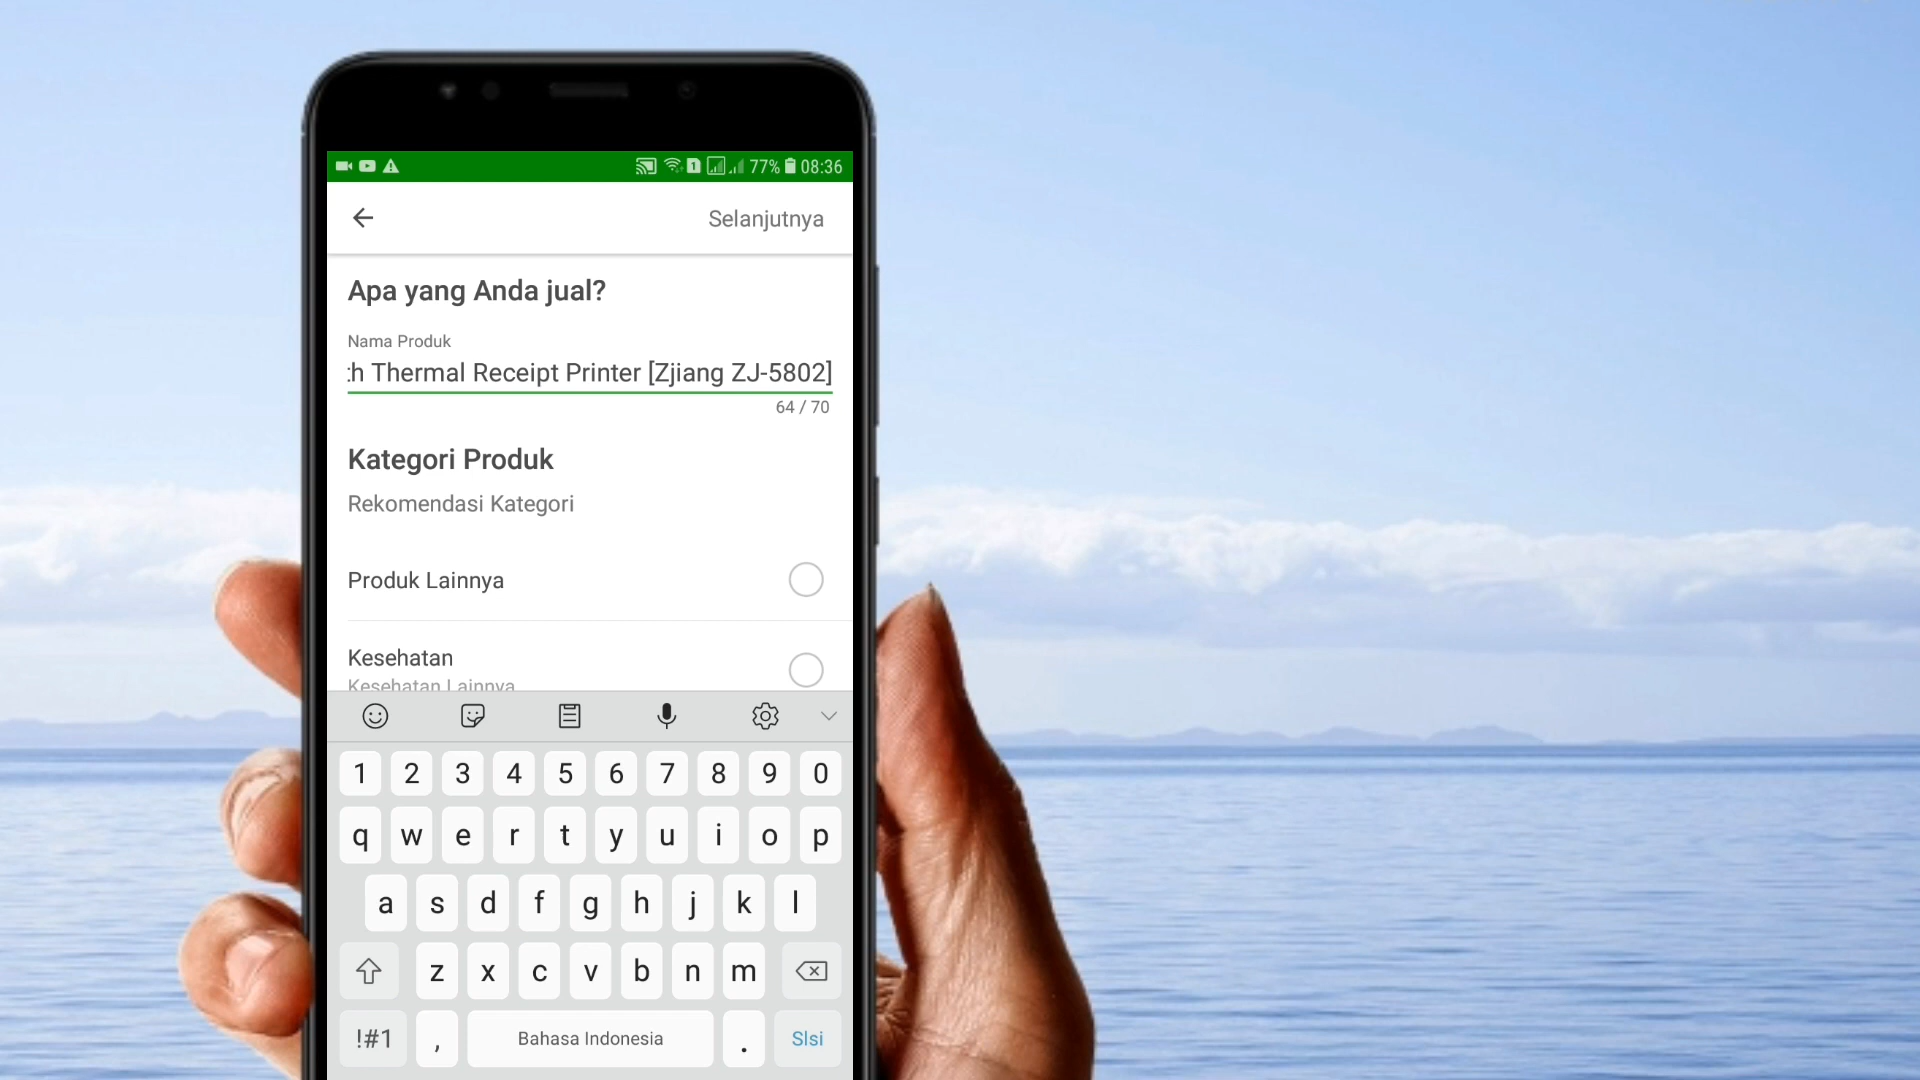 77% 08:36
Selanjutnya
Apa yang Anda jual?
Nama Produk
:h Thermal Receipt Printer [Zjiang ZJ-5802]
64 / 70
Kategori Produk
Rekomendasi Kategori
Produk Lainnya
Kesehatan
Kesehatan Lainnya
1 2 3 4 5 6 7 8 9 0
q w e r t y u i o p
a s d f g h j k l
z x c v b n m
!#1 , Bahasa Indonesia . Slsi